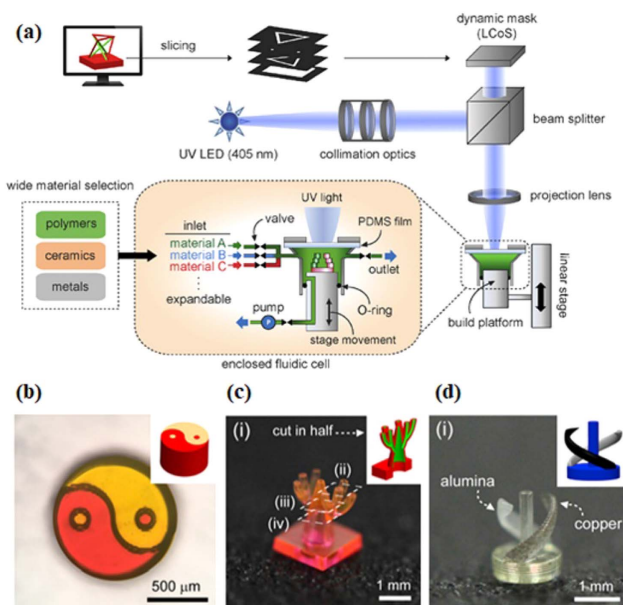 (a)
slicing
dynamic mask
(LCoS)
UV LED (405 nm)
collimation optics
beam splitter
projection lens
wide material selection
polymers
ceramics
metals
inlet
valve
UV light
PDMS film
material A
material B
material C
outlet
expandable
pump
P
O-ring
stage movement
enclosed fluidic cell
build platform
linear stage
(b)
500 μm
(c)
(i)
cut in half
(ii)
(iii)
(iv)
1 mm
(d)
(i)
alumina
copper
1 mm